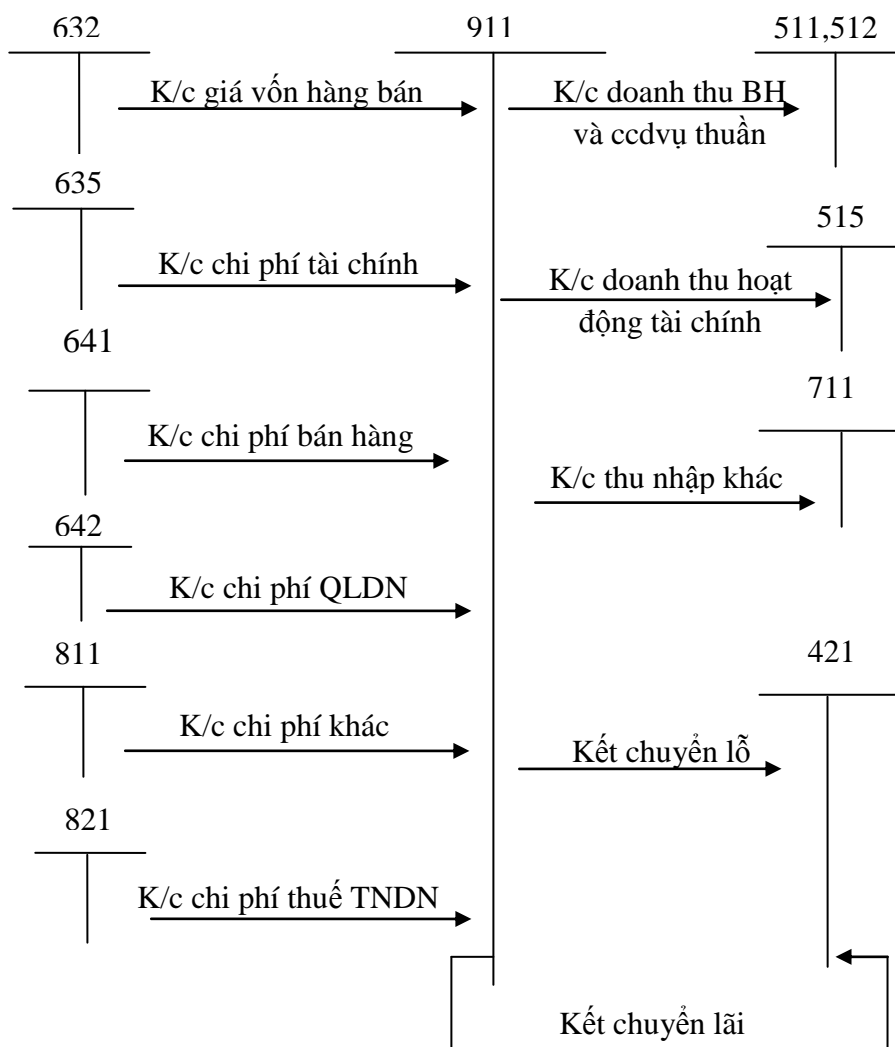 632
911
511,512
K/c giá vốn hàng bán
K/c doanh thu BH
và ccdvụ thuần
635
515
K/c chi phí tài chính
K/c doanh thu hoạt
động tài chính
641
711
K/c chi phí bán hàng
K/c thu nhập khác
642
K/c chi phí QLDN
811
421
K/c chi phí khác
Kết chuyển lỗ
821
K/c chi phí thuế TNDN
Kết chuyển lãi